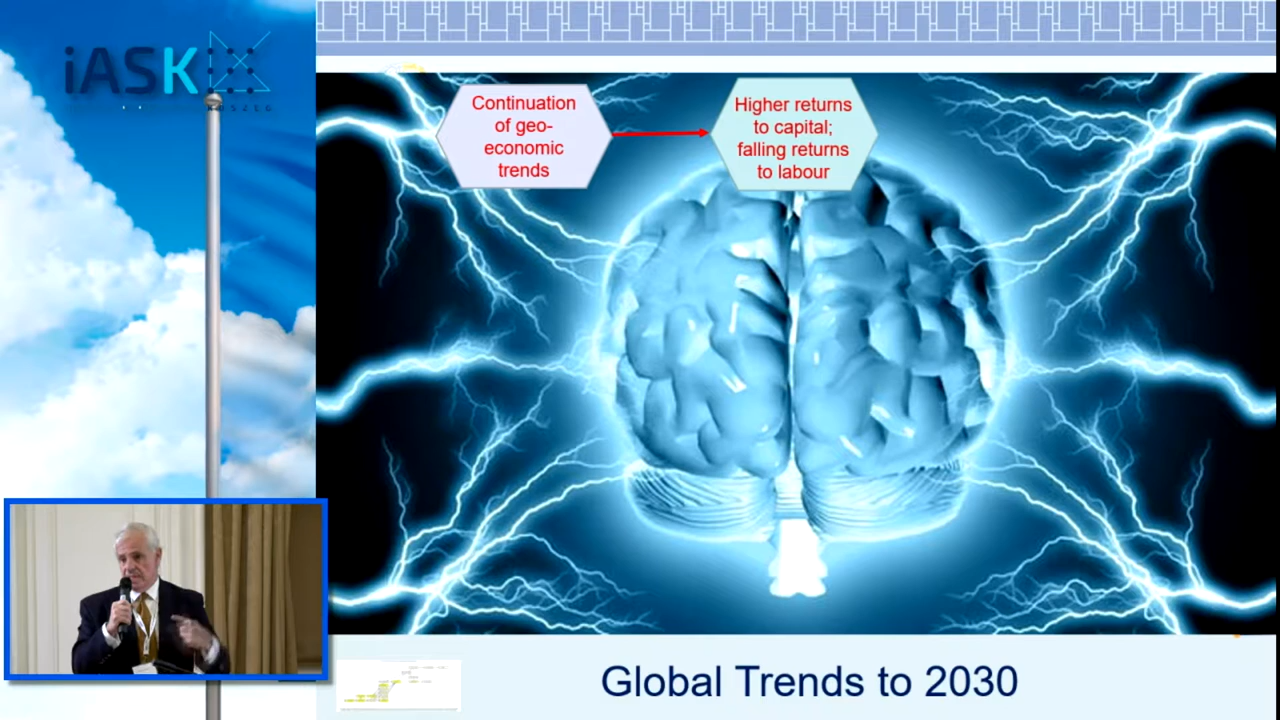 iASK
Continuation
of geo-
economic
trends
Higher returns
to capital;
falling returns
to labour
Global Trends to 2030